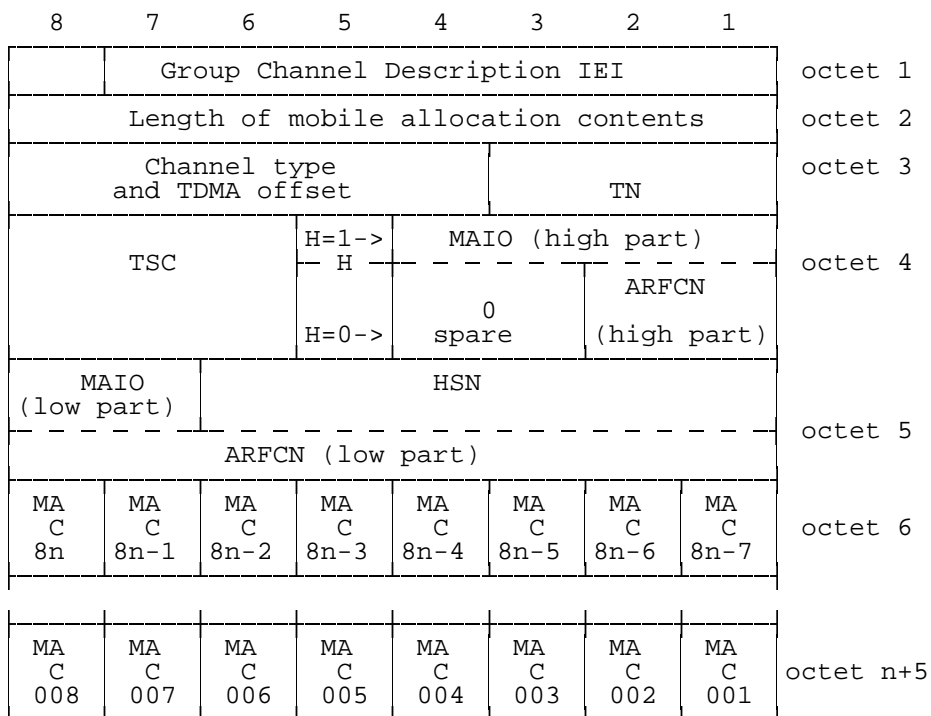 8 7 6 5 4 3 2 1
Group Channel Description IEI octet 1
Length of mobile allocation contents octet 2
Channel type octet 3
and TDMA offset TN
H=1-> MAIO (high part)
TSC H octet 4
ARFCN
0
H=0-> spare (high part)
MAIO HSN
(low part)
octet 5
ARFCN (low part)
MA MA MA MA MA MA MA MA
C C C C C C C C octet 6
8n 8n-1 8n-2 8n-3 8n-4 8n-5 8n-6 8n-7
MA MA MA MA MA MA MA MA
C C C C C C C C octet n+5
008 007 006 005 004 003 002 001